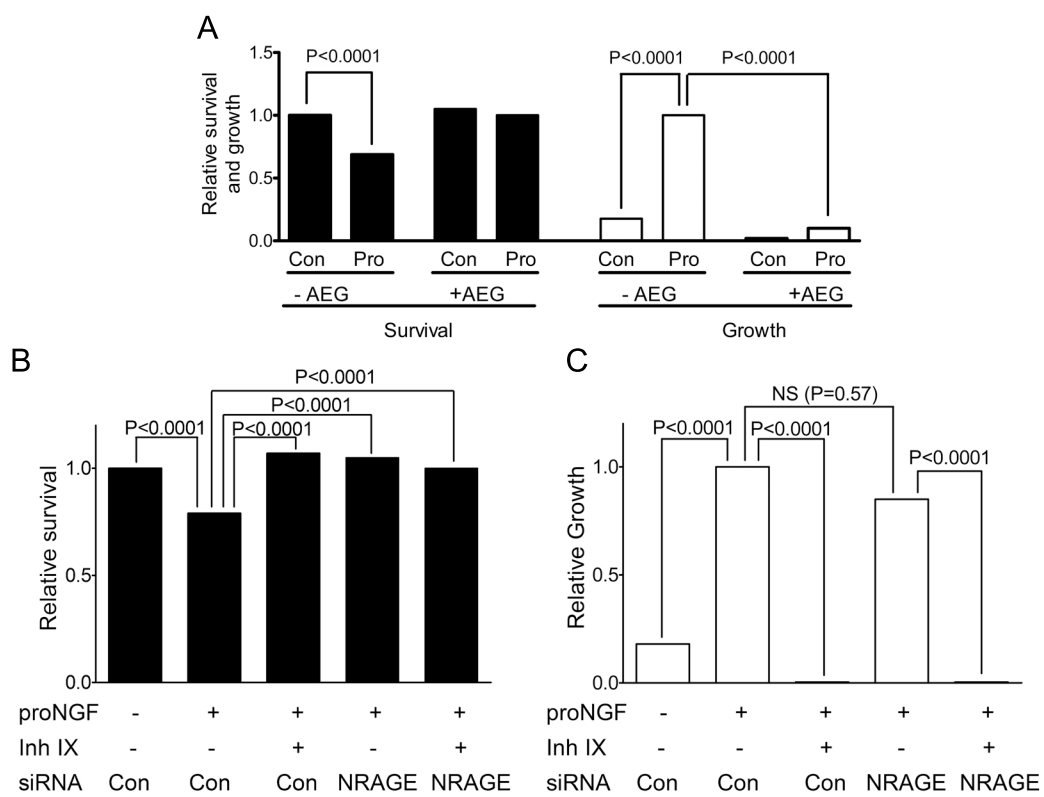 A
Relative survival
and growth
1.5
1.0
0.5
0.0
P<0.0001
P<0.0001
P<0.0001
Con Pro Con Pro Con Pro Con Pro
- AEG +AEG - AEG +AEG
Survival Growth
B
Relative survival
1.0
0.5
0.0
P<0.0001
P<0.0001
P<0.0001
P<0.0001
proNGF - + + + +
Inh IX - - + - +
siRNA Con Con Con NRAGE NRAGE
C
Relative Growth
1.0
0.5
0.0
NS (P=0.57)
P<0.0001
P<0.0001
P<0.0001
proNGF - + + + +
Inh IX - - + - +
siRNA Con Con Con NRAGE NRAGE